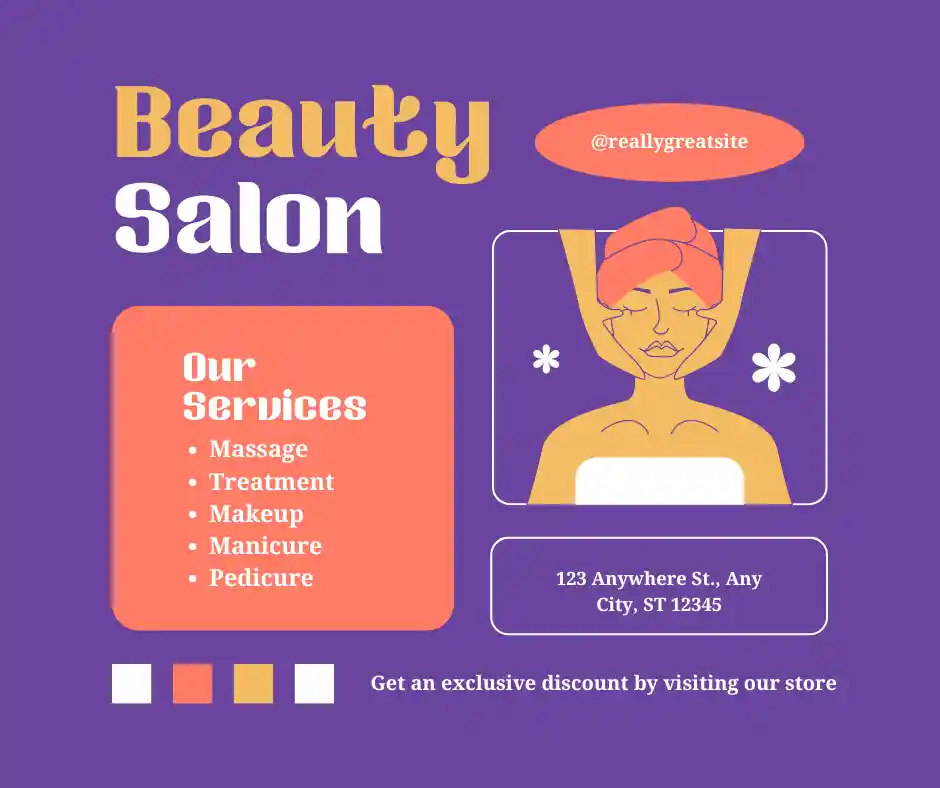 Beauty
Salon
@reallygreatsite
Our
Services
• Massage
• Treatment
• Makeup
• Manicure
• Pedicure
123 Anywhere St., Any
City, ST 12345
Get an exclusive discount by visiting our store